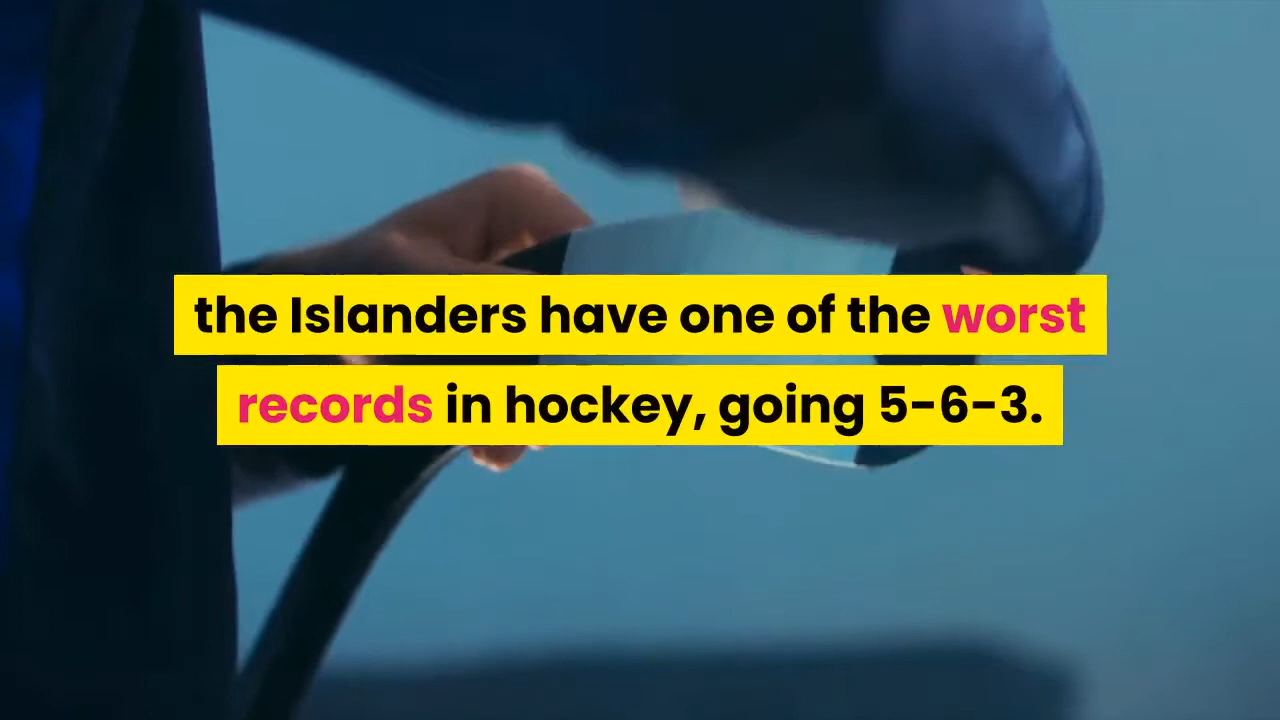 the Islanders have one of the worst
records in hockey, going 5-6-3.